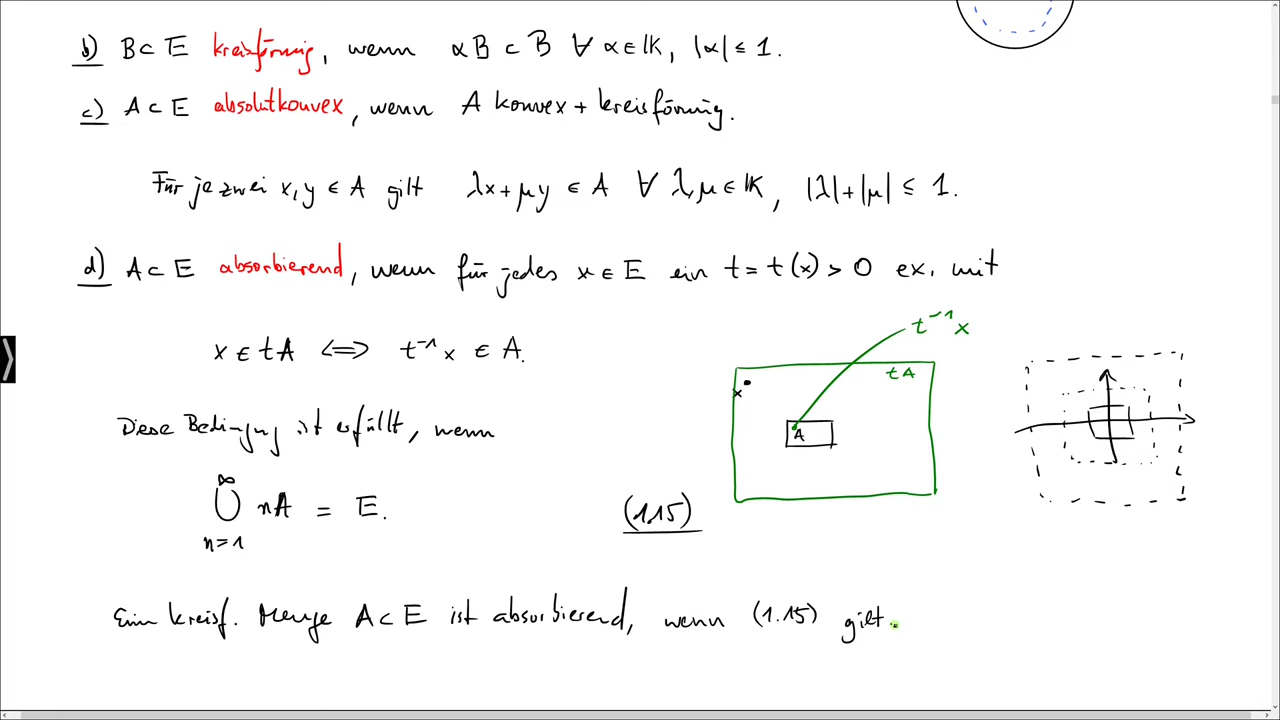 b) B ⊂ E kreisförmig, wenn αB ⊂ B ∀ α ∈ 𝕂, |α| ≤ 1.
c) A ⊂ E absolutkonvex, wenn A konvex + kreisförmig.
Für je zwei x, y ∈ A gilt λx + μy ∈ A ∀ λ, μ ∈ 𝕂, |λ| + |μ| ≤ 1.
d) A ⊂ E absorbierend, wenn für jedes x ∈ E ein t = t(x) > 0 ex. mit
x ∈ tA ⟺ t⁻¹x ∈ A.
t⁻¹x
tA
x
A
Diese Bedingung ist erfüllt, wenn
∞
⋃ nA = E. (1.15)
n=1
Eine kreisf. Menge A ⊂ E ist absorbierend, wenn (1.15) gilt.